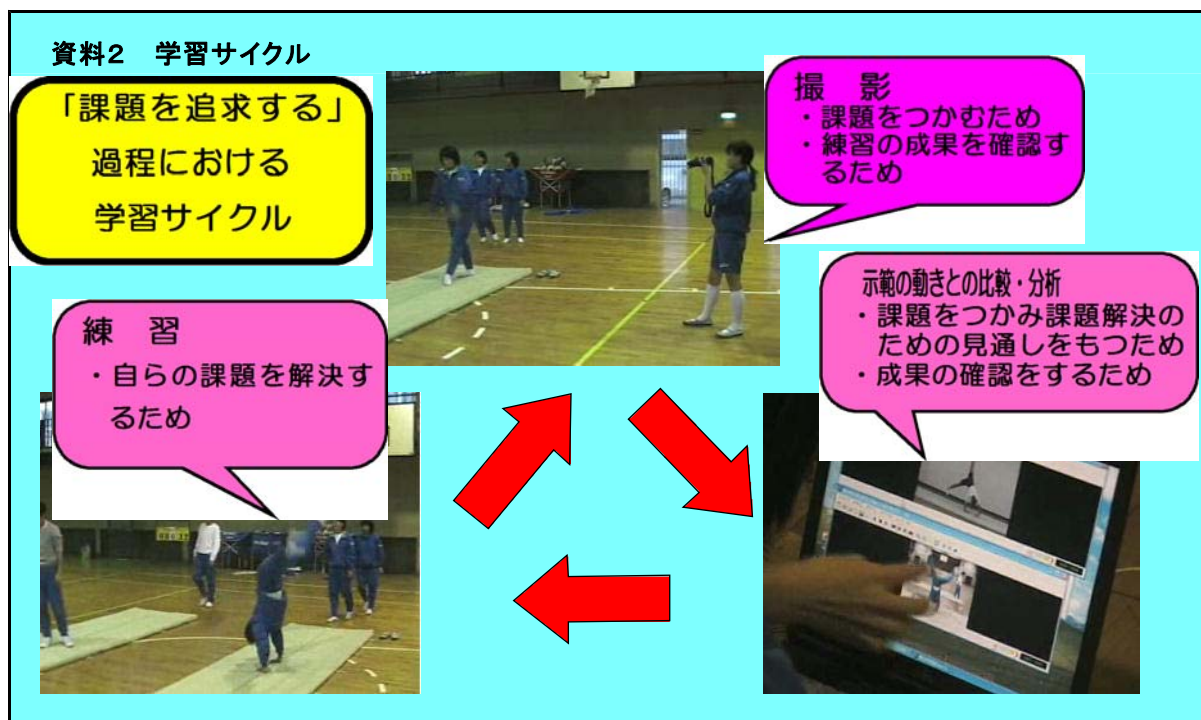 資料2　学習サイクル
「課題を追求する」
過程における
学習サイクル
撮　影
・課題をつかむため
・練習の成果を確認す
るため
示範の動きとの比較・分析
・課題をつかみ課題解決の
ための見通しをもつため
・成果の確認をするため
練　習
・自らの課題を解決す
るため